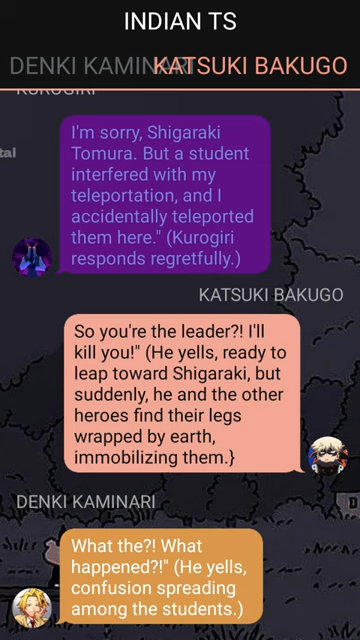 INDIAN TS
DENKI KAMINARI
KATSUKI BAKUGO
KUROGIRI
tal
I'm sorry, Shigaraki
Tomura. But a student
interfered with my
teleportation, and I
accidentally teleported
them here." (Kurogiri
responds regretfully.)
KATSUKI BAKUGO
So you're the leader?! I'll
kill you!" (He yells, ready to
leap toward Shigaraki, but
suddenly, he and the other
heroes find their legs
wrapped by earth,
immobilizing them.}
D
DENKI KAMINARI
What the?! What
happened?!" (He yells,
confusion spreading
among the students.)